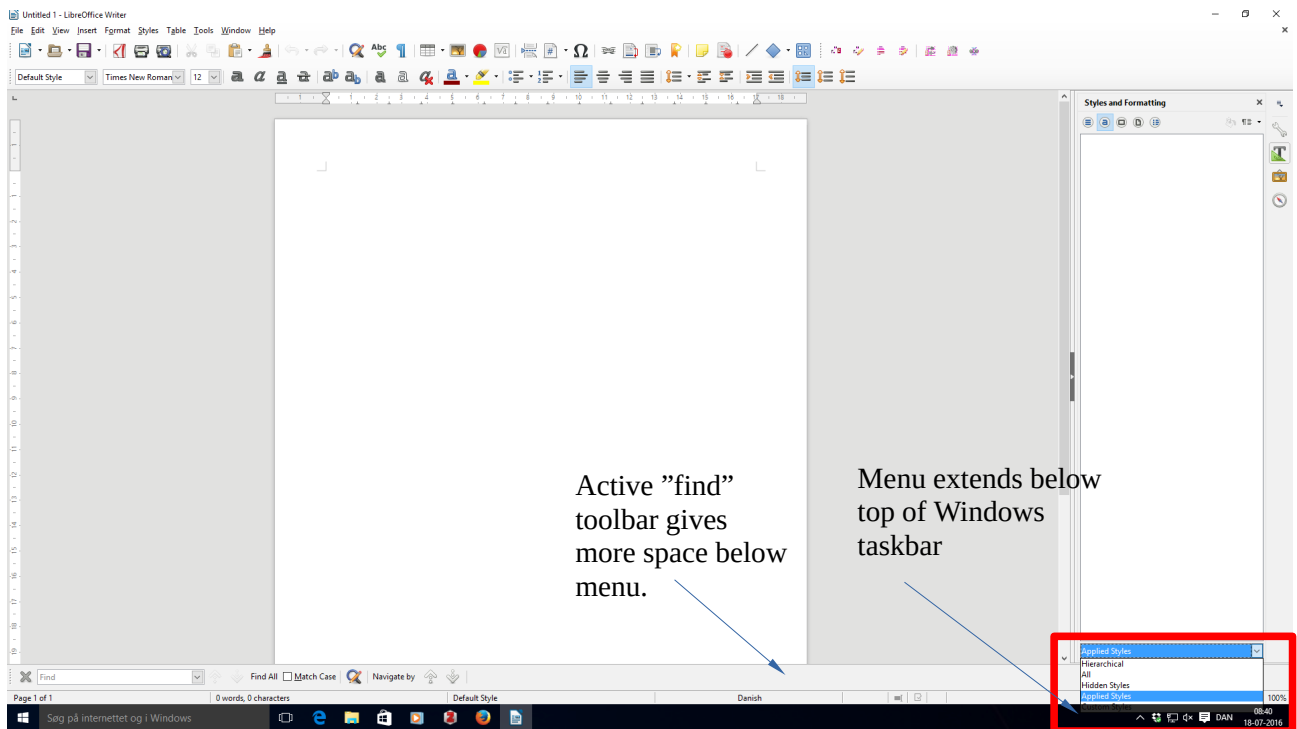 Untitled 1 - LibreOffice Writer
File Edit View Insert Format Styles Table Tools Window Help
Default Style Times New Roman 12
Styles and Formatting
Active ”find”
toolbar gives
more space below
menu.
Menu extends below
top of Windows
taskbar
Applied Styles
Hierarchical
All
Hidden Styles
Applied Styles
Custom Styles
Find Find All Match Case Navigate by
Page 1 of 1 0 words, 0 characters Default Style Danish 100%
Søg på internettet og i Windows DAN 08:40
18-07-2016